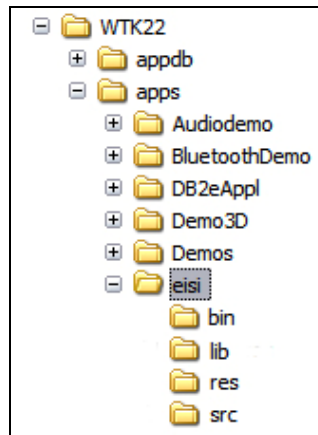 WTK22
appdb
apps
Audiodemo
BluetoothDemo
DB2eAppl
Demo3D
Demos
eisi
bin
lib
res
src